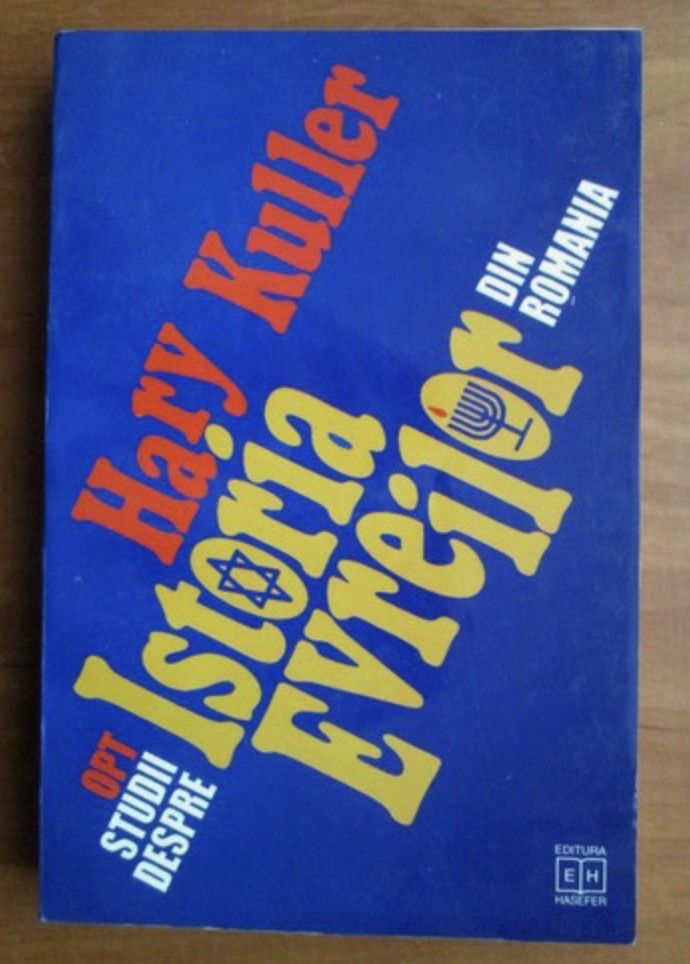 Hary Kuller
OPT
STUDII
DESPRE
Istoria
Evreilor
DIN
ROMANIA
EDITURA
EH
HASEFER